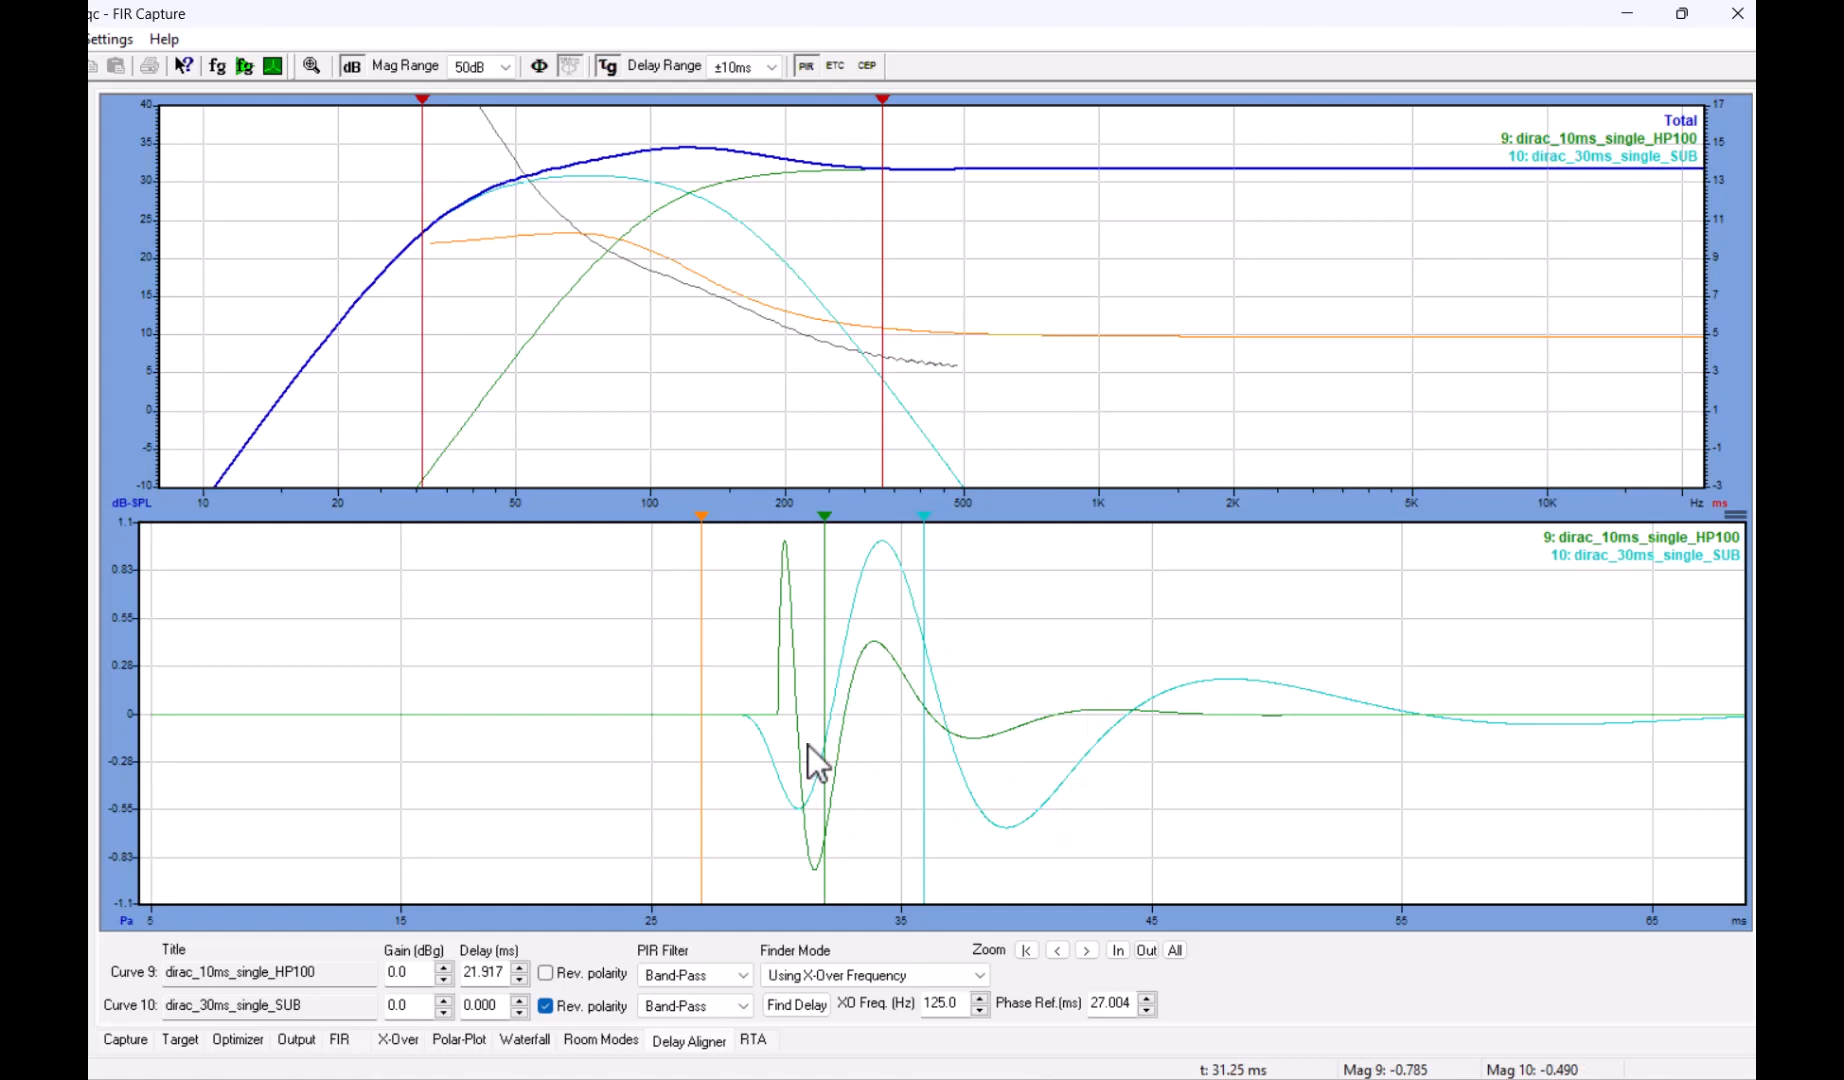 qc - FIR Capture
Settings Help
fg fg dB Mag Range 50dB Φ Tg Delay Range ±10ms PIR ETC CEP
Total
9: dirac_10ms_single_HP100
10: dirac_30ms_single_SUB
40 17
35 15
30 13
25 11
20 9
15 7
10 5
5 3
0 1
-5 -1
-10 -3
dB-SPL 10 20 50 100 200 500 1K 2K 5K 10K Hz ms
9: dirac_10ms_single_HP100
10: dirac_30ms_single_SUB
1.1
0.83
0.55
0.28
0
-0.28
-0.55
-0.83
-1.1
Pa 5 15 25 35 45 55 65 ms
Title Gain (dBg) Delay (ms) PIR Filter Finder Mode Zoom |< < > In Out All
Curve 9: dirac_10ms_single_HP100 0.0 21.917 Rev. polarity Band-Pass Using X-Over Frequency
Curve 10: dirac_30ms_single_SUB 0.0 0.000 Rev. polarity Band-Pass Find Delay XO Freq. (Hz) 125.0 Phase Ref.(ms) 27.004
Capture Target Optimizer Output FIR X-Over Polar-Plot Waterfall Room Modes Delay Aligner RTA
t: 31.25 ms Mag 9: -0.785 Mag 10: -0.490